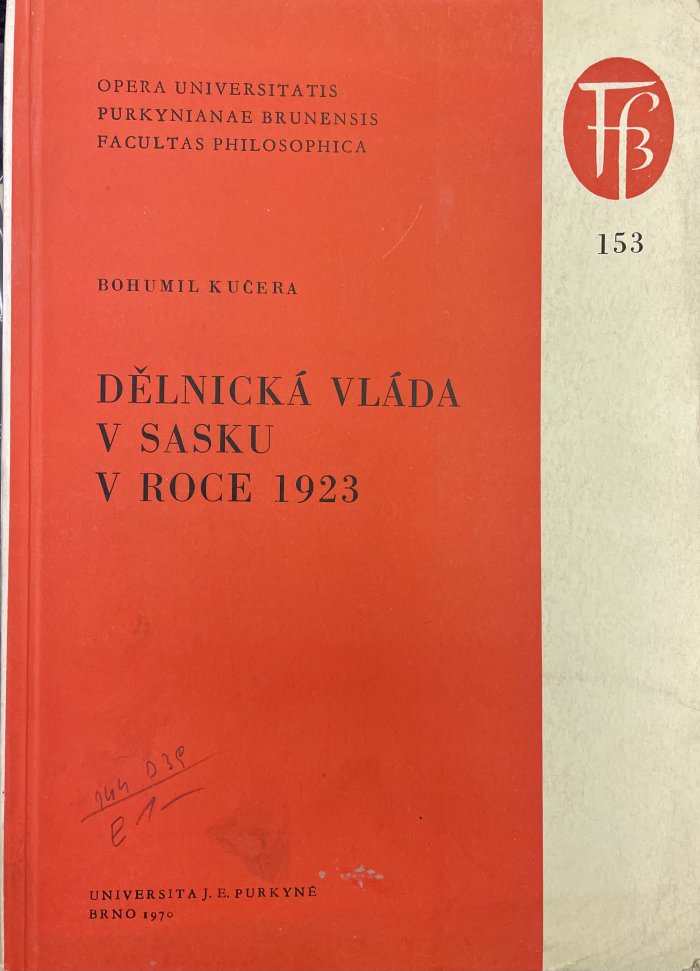 OPERA UNIVERSITATIS
PURKYNIANAE BRUNENSIS
FACULTAS PHILOSOPHICA
153
BOHUMIL KUČERA
DĚLNICKÁ VLÁDA
V SASKU
V ROCE 1923
UNIVERSITA J. E. PURKYNĚ
BRNO 1970